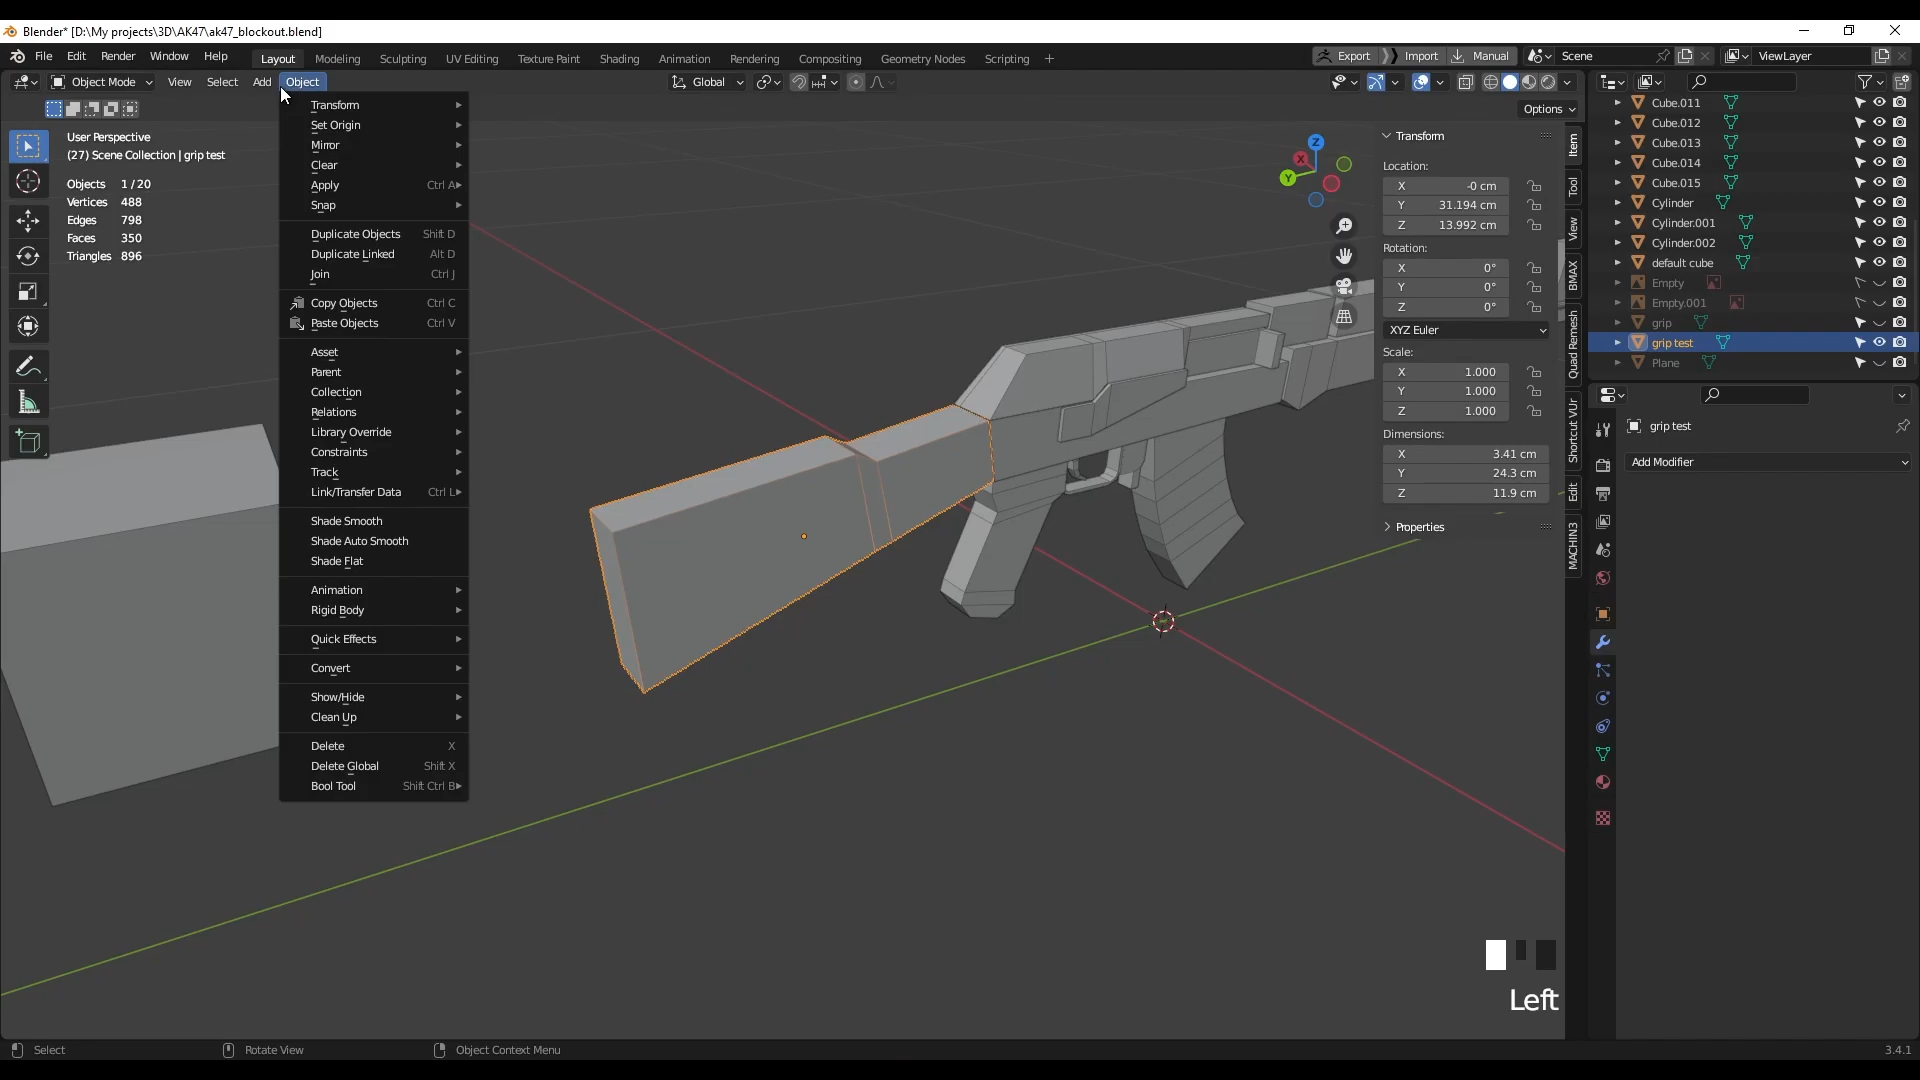 Blender* [D:\My projects\3D\AK47\ak47_blockout.blend]
File Edit Render Window Help Layout Modeling Sculpting UV Editing Texture Paint Shading Animation Rendering Compositing Geometry Nodes Scripting + Export Import Manual Scene ViewLayer
Object Mode View Select Add Object Global
Options
User Perspective
(27) Scene Collection | grip test
Objects 1/20
Vertices 488
Edges 798
Faces 350
Triangles 896
Transform
Set Origin
Mirror
Clear
Apply Ctrl A
Snap
Duplicate Objects Shift D
Duplicate Linked Alt D
Join Ctrl J
Copy Objects Ctrl C
Paste Objects Ctrl V
Asset
Parent
Collection
Relations
Library Override
Constraints
Track
Link/Transfer Data Ctrl L
Shade Smooth
Shade Auto Smooth
Shade Flat
Animation
Rigid Body
Quick Effects
Convert
Show/Hide
Clean Up
Delete X
Delete Global Shift X
Bool Tool Shift Ctrl B
Z
X
Y
Transform
Location:
X -0 cm
Y 31.194 cm
Z 13.992 cm
Rotation:
X 0°
Y 0°
Z 0°
XYZ Euler
Scale:
X 1.000
Y 1.000
Z 1.000
Dimensions:
X 3.41 cm
Y 24.3 cm
Z 11.9 cm
Properties
Item
Tool
View
BMAX
Quad Remesh
Shortcut VUr
Edit
MACHIN3
Cube.011
Cube.012
Cube.013
Cube.014
Cube.015
Cylinder
Cylinder.001
Cylinder.002
default cube
Empty
Empty.001
grip
grip test
Plane
grip test
Add Modifier
Left
Select Rotate View Object Context Menu 3.4.1